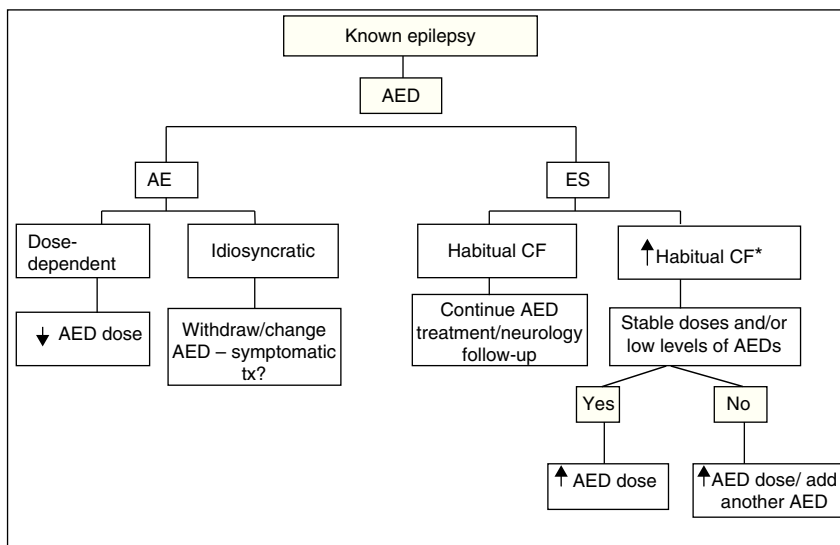 Known epilepsy
AED
AE
ES
Dose-
dependent
Idiosyncratic
Habitual CF
↑Habitual CF*
↓ AED dose
Withdraw/change
AED – symptomatic
tx?
Continue AED
treatment/neurology
follow-up
Stable doses and/or
low levels of AEDs
Yes
No
↑ AED dose
↑AED dose/ add
another AED